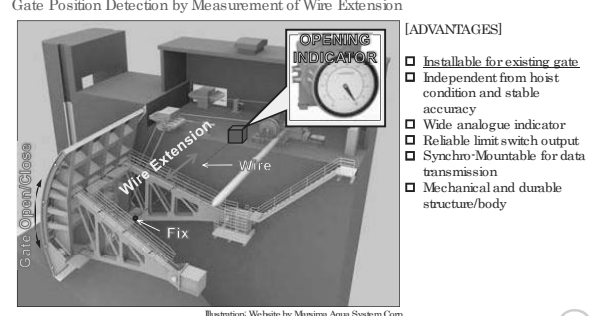 Gate Position Detection by Measurement of Wire Extension
[ADVANTAGES]
OPENING
INDICATOR
Wire Extension
Wire
Gate Open/Close
Fix
Installable for existing gate
Independent from hoist
condition and stable
accuracy
Wide analogue indicator
Reliable limit switch output
Synchro-Mountable for data
transmission
Mechanical and durable
structure/body
Illustration: Website by Marsima Aqua System Corp